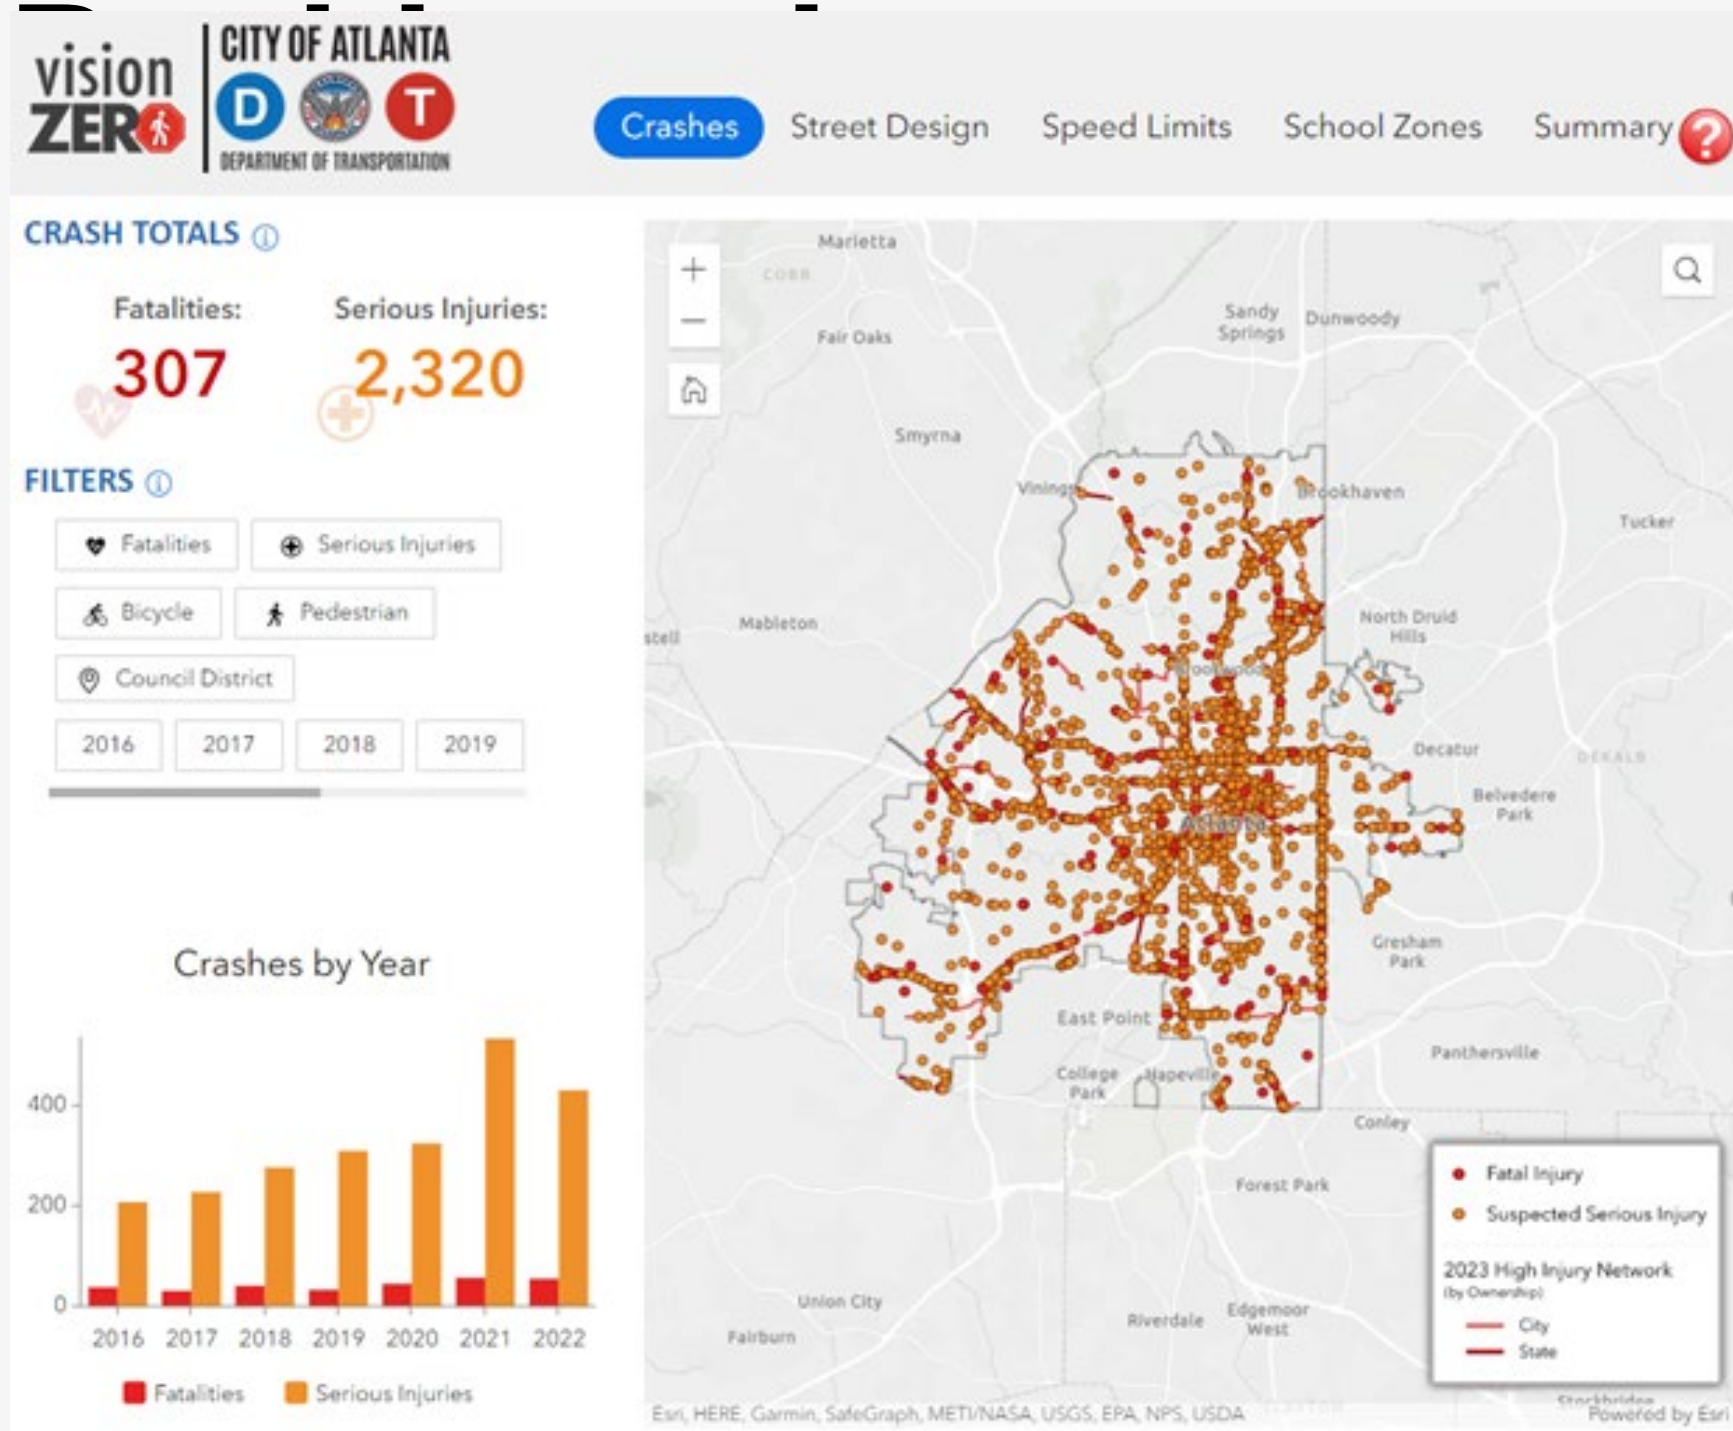 vision
ZERO
CITY OF ATLANTA
D T
DEPARTMENT OF TRANSPORTATION
Crashes
Street Design
Speed Limits
School Zones
Summary
?
CRASH TOTALS
Fatalities:
307
Serious Injuries:
2,320
FILTERS
Fatalities
Serious Injuries
Bicycle
Pedestrian
Council District
2016
2017
2018
2019
Crashes by Year
400
200
0
2016
2017
2018
2019
2020
2021
2022
Fatalities
Serious Injuries
Marietta
COBB
Fair Oaks
Sandy
Springs
Dunwoody
Smyrna
Vinings
Brookhaven
Tucker
Mableton
stell
North Druid
Hills
Brookwood
Decatur
DEKALB
Belvedere
Park
Atlanta
Gresham
Park
East Point
Panthersville
College
Park
Hapeville
Conley
Forest Park
Union City
Fairburn
Riverdale
Edgemoor
West
Stockbridge
Fatal Injury
Suspected Serious Injury
2023 High Injury Network
(by Ownership)
City
State
Esri, HERE, Garmin, SafeGraph, METI/NASA, USGS, EPA, NPS, USDA
Powered by Esri